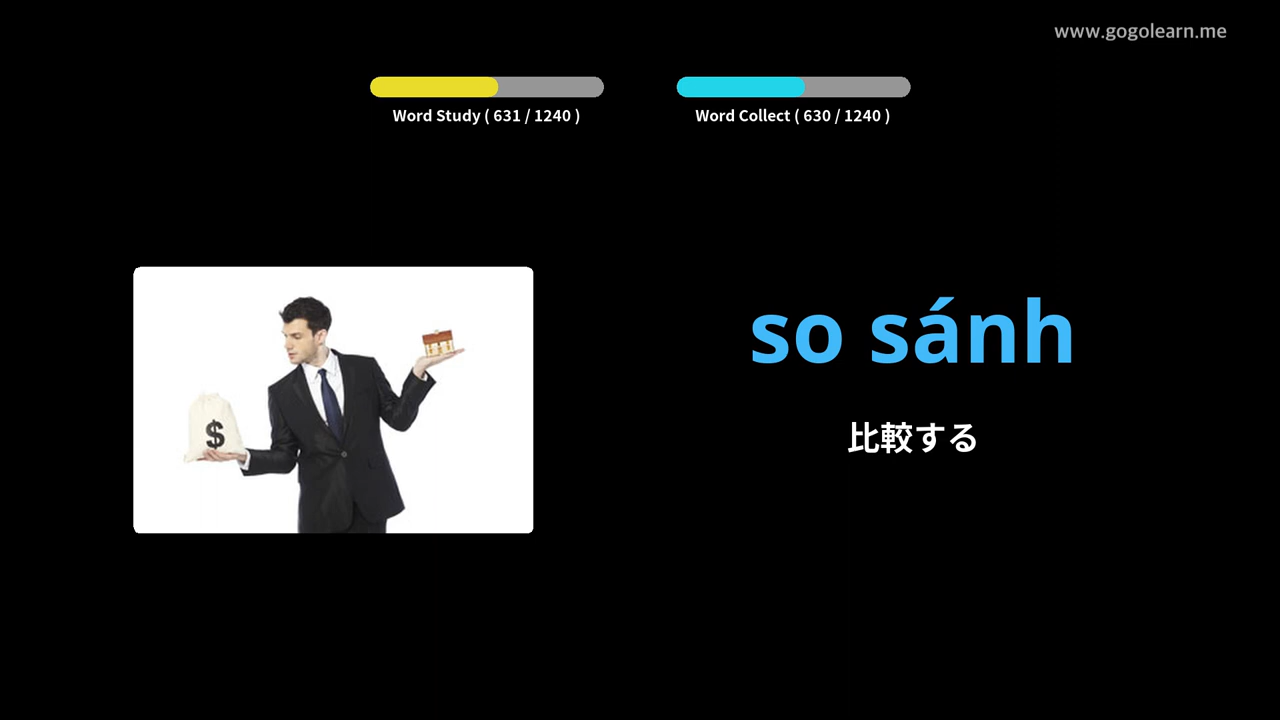 www.gogolearn.me
Word Study ( 631 / 1240 )
Word Collect ( 630 / 1240 )
so sánh
比較する
$